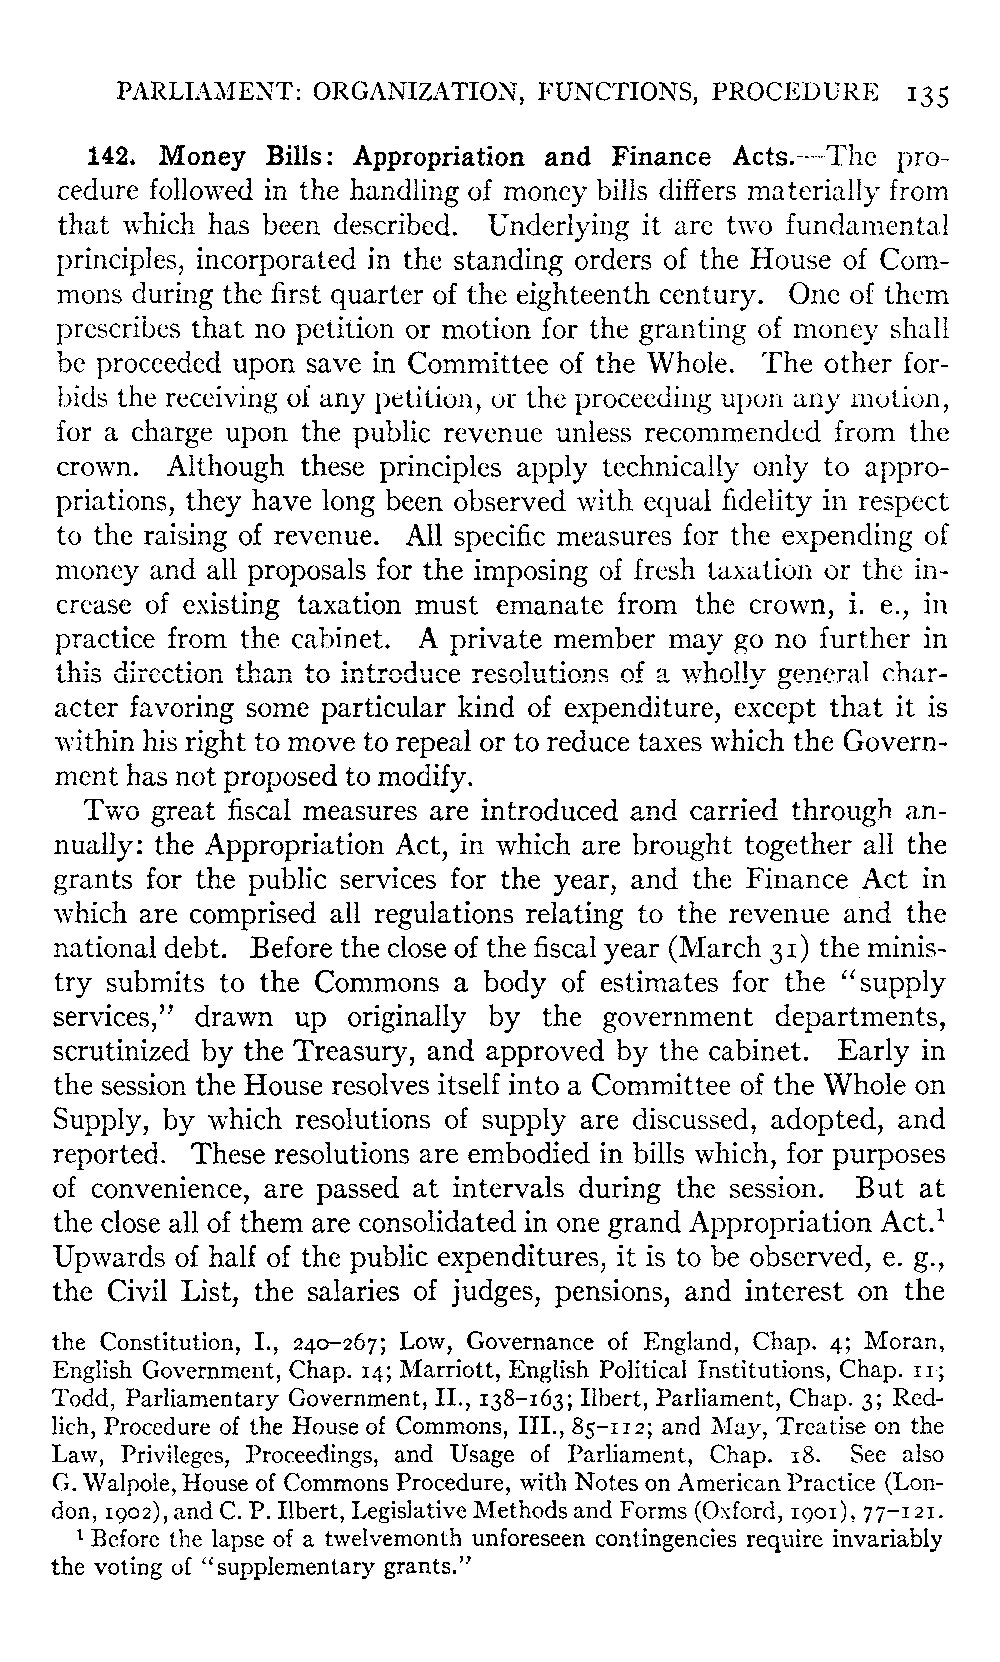 PARLIAMENT: ORGANIZATION, FUNCTIONS, PROCEDURE 135
142. Money Bills: Appropriation and Finance Acts.—The pro-
cedure followed in the handling of money bills differs materially from
that which has been described. Underlying it are two fundamental
principles, incorporated in the standing orders of the House of Com-
mons during the first quarter of the eighteenth century. One of them
prescribes that no petition or motion for the granting of money shall
be proceeded upon save in Committee of the Whole. The other for-
bids the receiving of any petition, or the proceeding upon any motion,
for a charge upon the public revenue unless recommended from the
crown. Although these principles apply technically only to appro-
priations, they have long been observed with equal fidelity in respect
to the raising of revenue. All specific measures for the expending of
money and all proposals for the imposing of fresh taxation or the in-
crease of existing taxation must emanate from the crown, i. e., in
practice from the cabinet. A private member may go no further in
this direction than to introduce resolutions of a wholly general char-
acter favoring some particular kind of expenditure, except that it is
within his right to move to repeal or to reduce taxes which the Govern-
ment has not proposed to modify.
Two great fiscal measures are introduced and carried through an-
nually: the Appropriation Act, in which are brought together all the
grants for the public services for the year, and the Finance Act in
which are comprised all regulations relating to the revenue and the
national debt. Before the close of the fiscal year (March 31) the minis-
try submits to the Commons a body of estimates for the “supply
services,” drawn up originally by the government departments,
scrutinized by the Treasury, and approved by the cabinet. Early in
the session the House resolves itself into a Committee of the Whole on
Supply, by which resolutions of supply are discussed, adopted, and
reported. These resolutions are embodied in bills which, for purposes
of convenience, are passed at intervals during the session. But at
the close all of them are consolidated in one grand Appropriation Act.¹
Upwards of half of the public expenditures, it is to be observed, e. g.,
the Civil List, the salaries of judges, pensions, and interest on the
the Constitution, I., 240–267; Low, Governance of England, Chap. 4; Moran,
English Government, Chap. 14; Marriott, English Political Institutions, Chap. 11;
Todd, Parliamentary Government, II., 138–163; Ilbert, Parliament, Chap. 3; Red-
lich, Procedure of the House of Commons, III., 85–112; and May, Treatise on the
Law, Privileges, Proceedings, and Usage of Parliament, Chap. 18. See also
G. Walpole, House of Commons Procedure, with Notes on American Practice (Lon-
don, 1902), and C. P. Ilbert, Legislative Methods and Forms (Oxford, 1901), 77–121.
¹ Before the lapse of a twelvemonth unforeseen contingencies require invariably
the voting of “supplementary grants.”